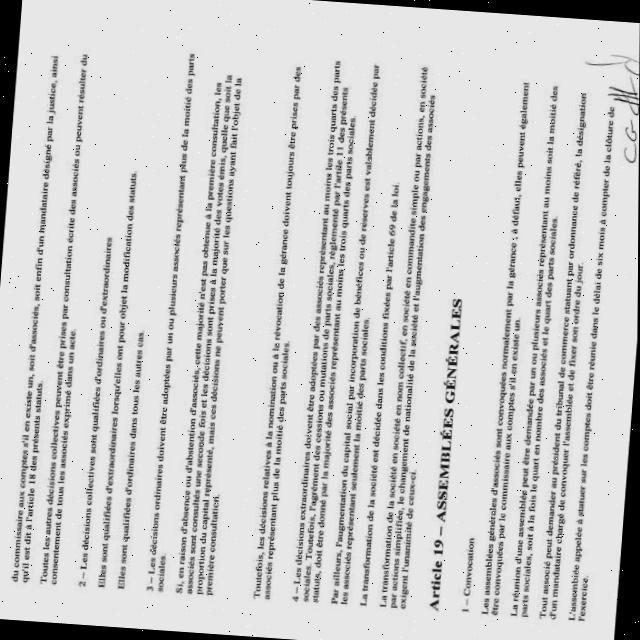 du commissaire aux comptes s'il en existe un, soit d'associés, soit enfin d'un mandataire désigné par la justice, ainsi
qu'il est dit à l'article 18 des présents statuts.
Toutes les autres décisions collectives peuvent être prises par consultation écrite des associés ou peuvent résulter du
consentement de tous les associés exprimé dans un acte.
2 – Les décisions collectives sont qualifiées d'ordinaires ou d'extraordinaires
Elles sont qualifiées d'extraordinaires lorsqu'elles ont pour objet la modification des statuts.
Elles sont qualifiées d'ordinaires dans tous les autres cas.
3 – Les décisions ordinaires doivent être adoptées par un ou plusieurs associés représentant plus de la moitié des parts
sociales.
Si, en raison d'absence ou d'abstention d'associés, cette majorité n'est pas obtenue à la première consultation, les
associés sont consultés une seconde fois et les décisions sont prises à la majorité des votes émis, quelle que soit la
proportion du capital représenté, mais ces décisions ne peuvent porter que sur les questions ayant fait l'objet de la
première consultation.
Toutefois, les décisions relatives à la nomination ou à le révocation de la gérance doivent toujours être prises par des
associés représentant plus de la moitié des parts sociales.
4 – Les décisions extraordinaires doivent être adoptées par des associés représentant au moins les trois quarts des parts
sociales. Toutefois, l'agrément des cessions ou mutations de parts sociales, réglementé par l'artile 11 des présents
statuts, doit être donné par la majorité des associés représentant au moins les trois quarts des parts sociales.
Par ailleurs, l'augmentation du capital social par incorporation de bénéfices ou de réserves est valablement décidée par
les associés représentant seulement la moitié des parts sociales.
La transformation de la société est décidée dans les conditions fixées par l'article 69 de la loi.
La transformation de la société en société en nom collectif, en société en commandite simple ou par actions, en société
par actions simplifiée, le changement de nationalité de la société et l'augmentation des engagements des associés
exigent l'unanimité de ceux-ci.
Article 19 – ASSEMBLÉES GÉNÉRALES
1 – Convocation
Les assemblées générales d'associés sont convoquées normalement par la gérance ; à défaut, elles peuvent également
être convoquées par le commissaire aux comptes s'il en existe un.
La réunion d'une assemblée peut être demandée par un ou plusieurs associés représentant au moins soit la moitié des
parts sociales, soit à la fois le quart en nombre des associés et le quart des parts sociales.
Tout associé peut demander au président du tribunal de commerce statuant par ordonnance de référé, la désignation
d'un mandataire chargé de convoquer l'assemblée et de fixer son ordre du jour.
L'assemblée appelée à statuer sur les comptes doit être réunie dans le délai de six mois à compter de la clôture de
l'exercice.